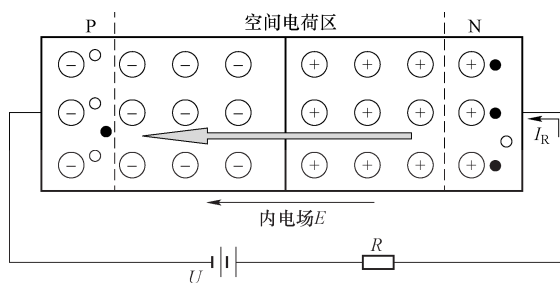 P 空间电荷区 N
− − − − + + + +
− − − − + + + +
I_R
− − − − + + + +
内电场E
U R